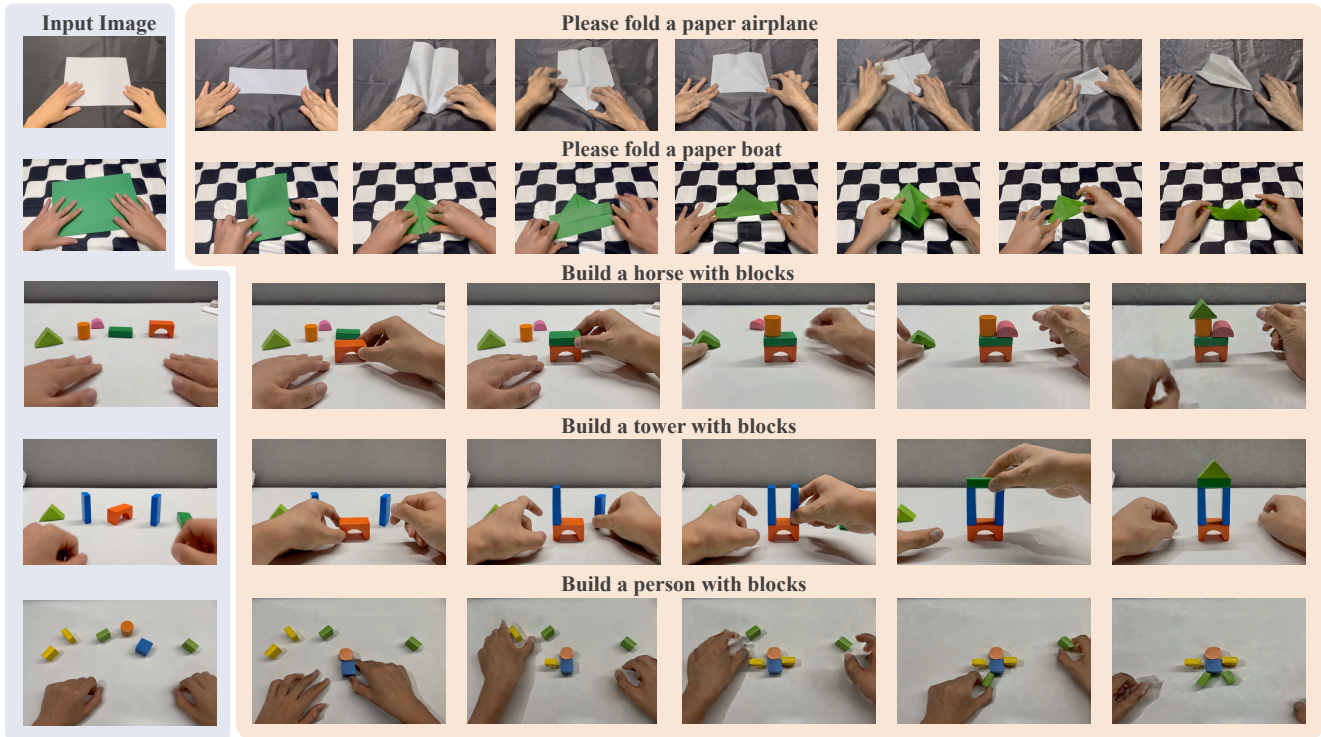 Input Image
Please fold a paper airplane
Please fold a paper boat
Build a horse with blocks
Build a tower with blocks
Build a person with blocks